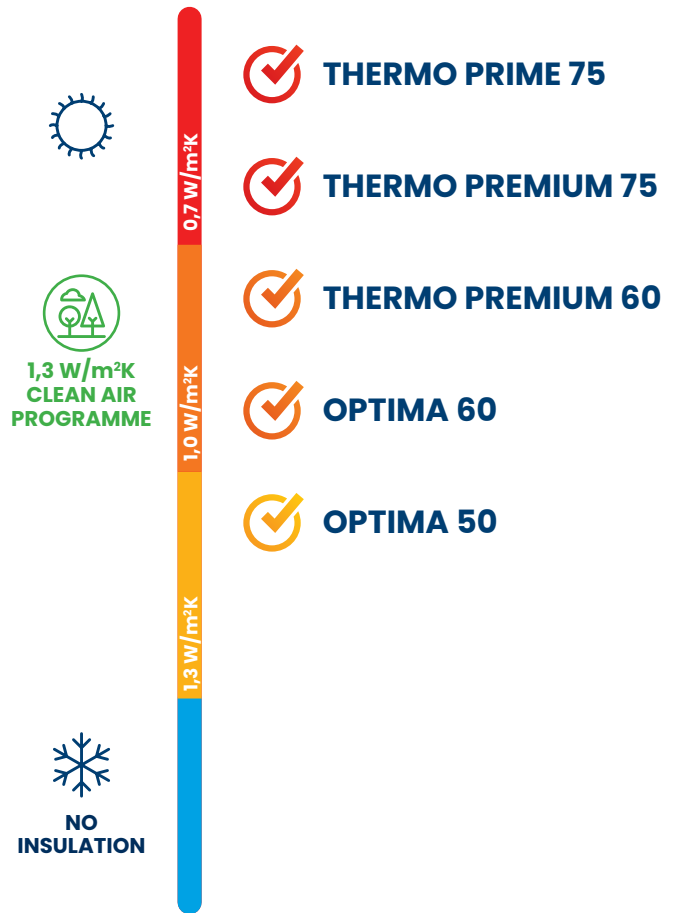 THERMO PRIME 75
0,7 W/m²K
THERMO PREMIUM 75
THERMO PREMIUM 60
1,3 W/m²K
CLEAN AIR
PROGRAMME
1,0 W/m²K
OPTIMA 60
OPTIMA 50
1,3 W/m²K
NO
INSULATION